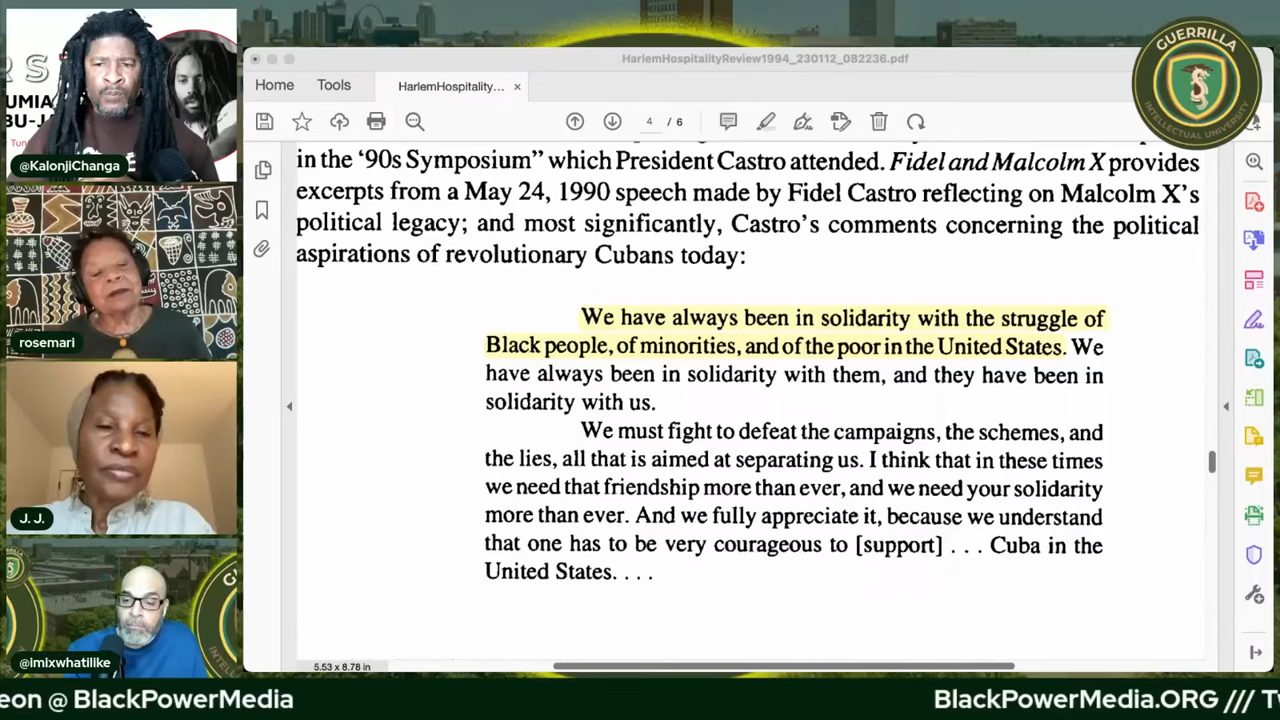 HarlemHospitalityReview1994_230112_082236.pdf
Home Tools HarlemHospitality... ×
4 / 6
in the ‘90s Symposium” which President Castro attended. Fidel and Malcolm X provides
excerpts from a May 24, 1990 speech made by Fidel Castro reflecting on Malcolm X’s
political legacy; and most significantly, Castro’s comments concerning the political
aspirations of revolutionary Cubans today:
We have always been in solidarity with the struggle of
Black people, of minorities, and of the poor in the United States. We
have always been in solidarity with them, and they have been in
solidarity with us.
We must fight to defeat the campaigns, the schemes, and
the lies, all that is aimed at separating us. I think that in these times
we need that friendship more than ever, and we need your solidarity
more than ever. And we fully appreciate it, because we understand
that one has to be very courageous to [support] . . . Cuba in the
United States. . . .
5.53 x 8.78 in
GUERRILLA
INTELLECTUAL UNIVERSITY
R S
UMIA
BU-JA
@KalonjiChanga
rosemari
J. J.
@imixwhatilike
eon @ BlackPowerMedia
BlackPowerMedia.ORG /// Tw